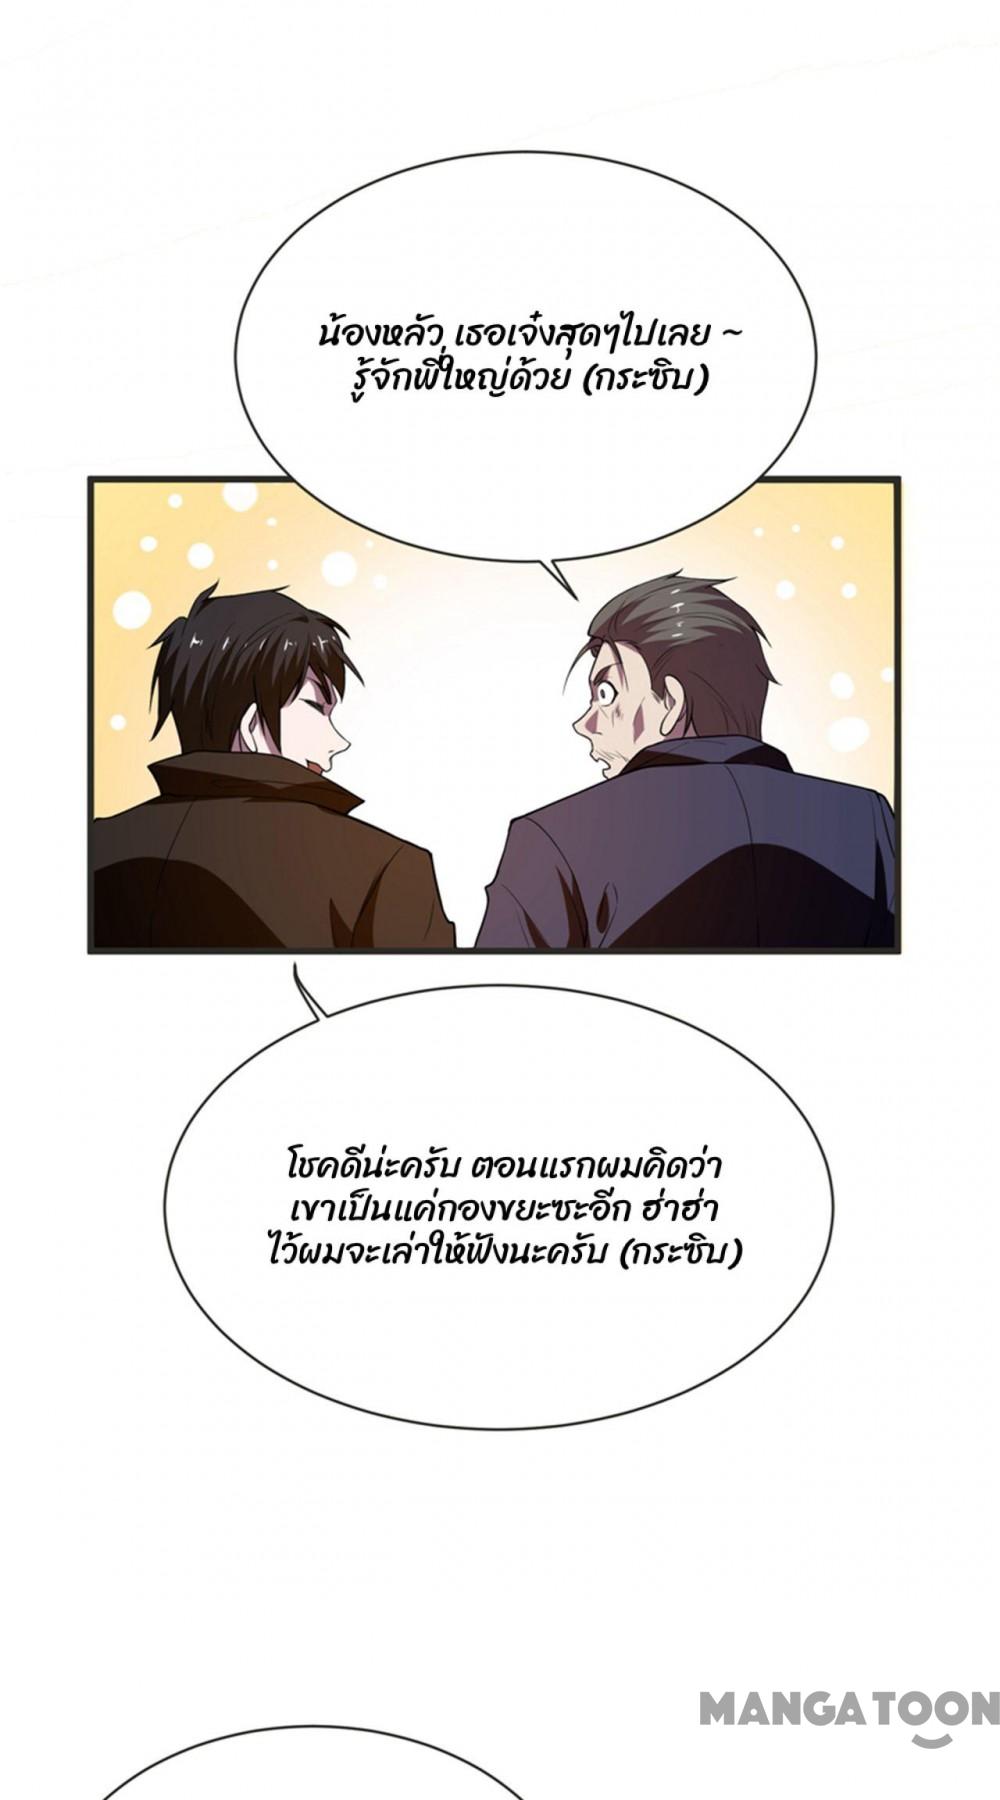 น้องหลัว เธอเจ๋งสุดๆไปเลย ~
รู้จักพี่ใหญ่ด้วย (กระซิบ)
โชคดีน่ะครับ ตอนแรกผมคิดว่า
เขาเป็นแค่กองขยะซะอีก ฮ่าฮ่า
ไว้ผมจะเล่าให้ฟังนะครับ (กระซิบ)
MANGATOON